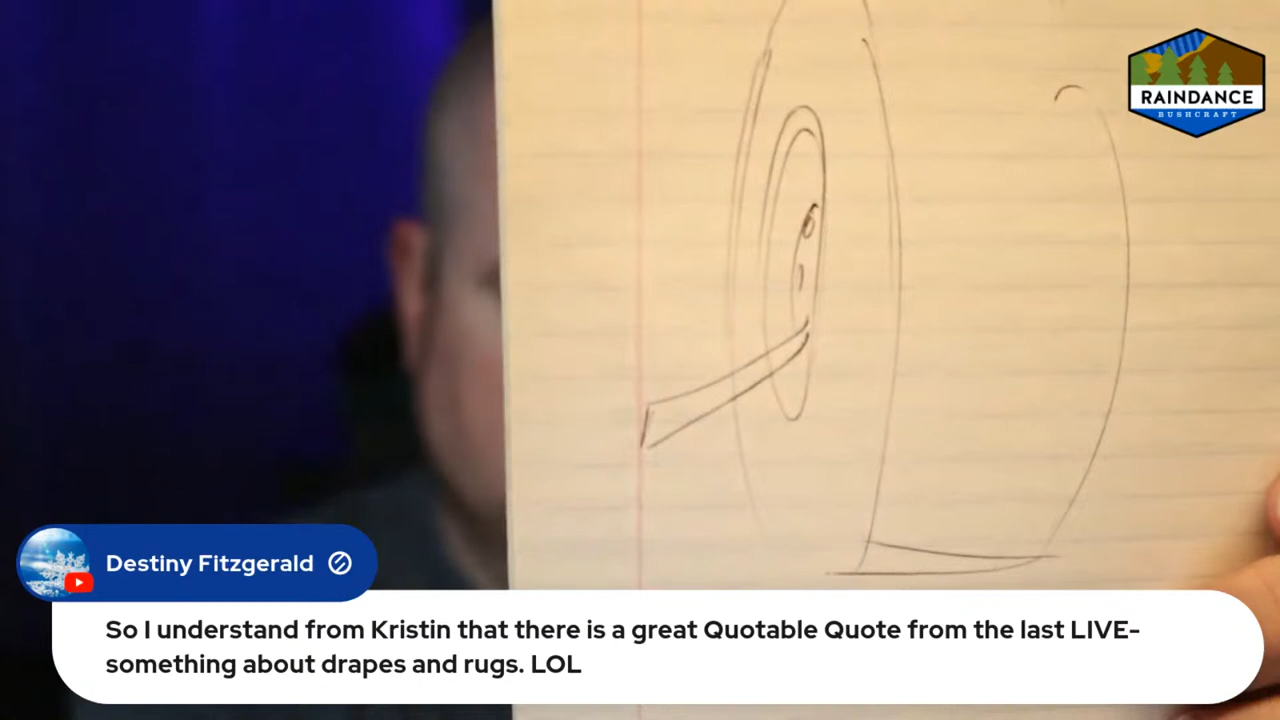 RAINDANCE
BUSHCRAFT
Destiny Fitzgerald
So I understand from Kristin that there is a great Quotable Quote from the last LIVE-
something about drapes and rugs. LOL